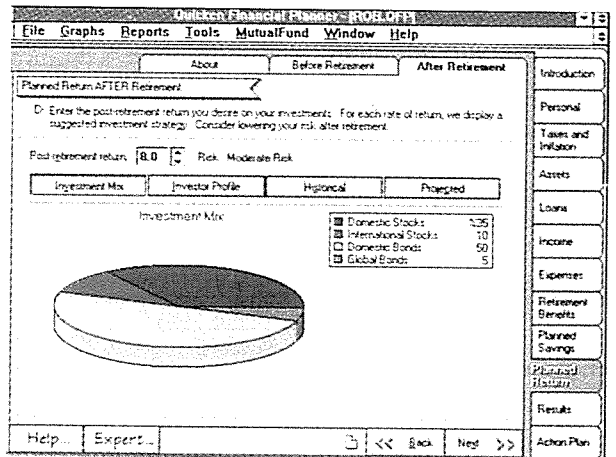 Quicken Financial Planner - [ROB.QFP]
File Graphs Reports Tools MutualFund Window Help
About
Before Retirement
After Retirement
Planned Return AFTER Retirement
D: Enter the post-retirement return you desire on your investments. For each rate of return, we display a
suggested investment strategy. Consider lowering your risk after retirement.
Post-retirement return: 8.0 Risk: Moderate Risk
Investment Mix
Investor Profile
Historical
Projected
Investment Mix
Domestic Stocks %35
International Stocks 10
Domestic Bonds 50
Global Bonds 5
Introduction
Personal
Taxes and
Inflation
Assets
Loans
Income
Expenses
Retirement
Benefits
Planned
Savings
Planned
Return
Results
Action Plan
Help...
Expert...
<< Back
Next >>